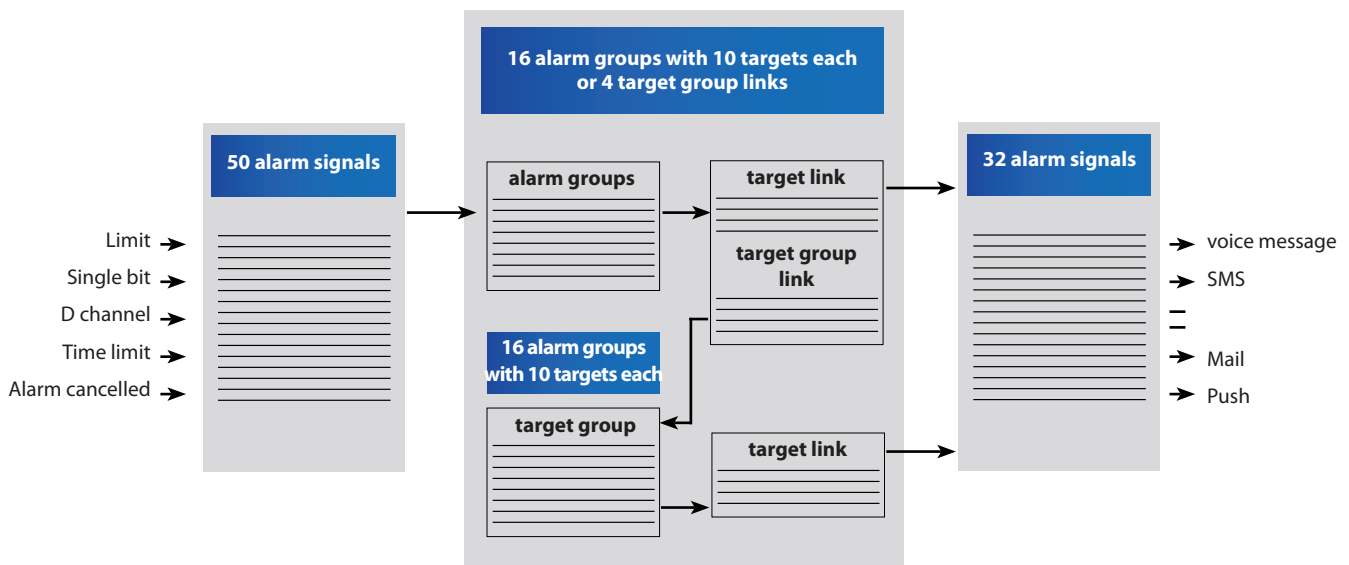 16 alarm groups with 10 targets each
or 4 target group links
50 alarm signals
Limit
Single bit
D channel
Time limit
Alarm cancelled
alarm groups
target link
target group
link
16 alarm groups
with 10 targets each
target group
target link
32 alarm signals
voice message
SMS
Mail
Push